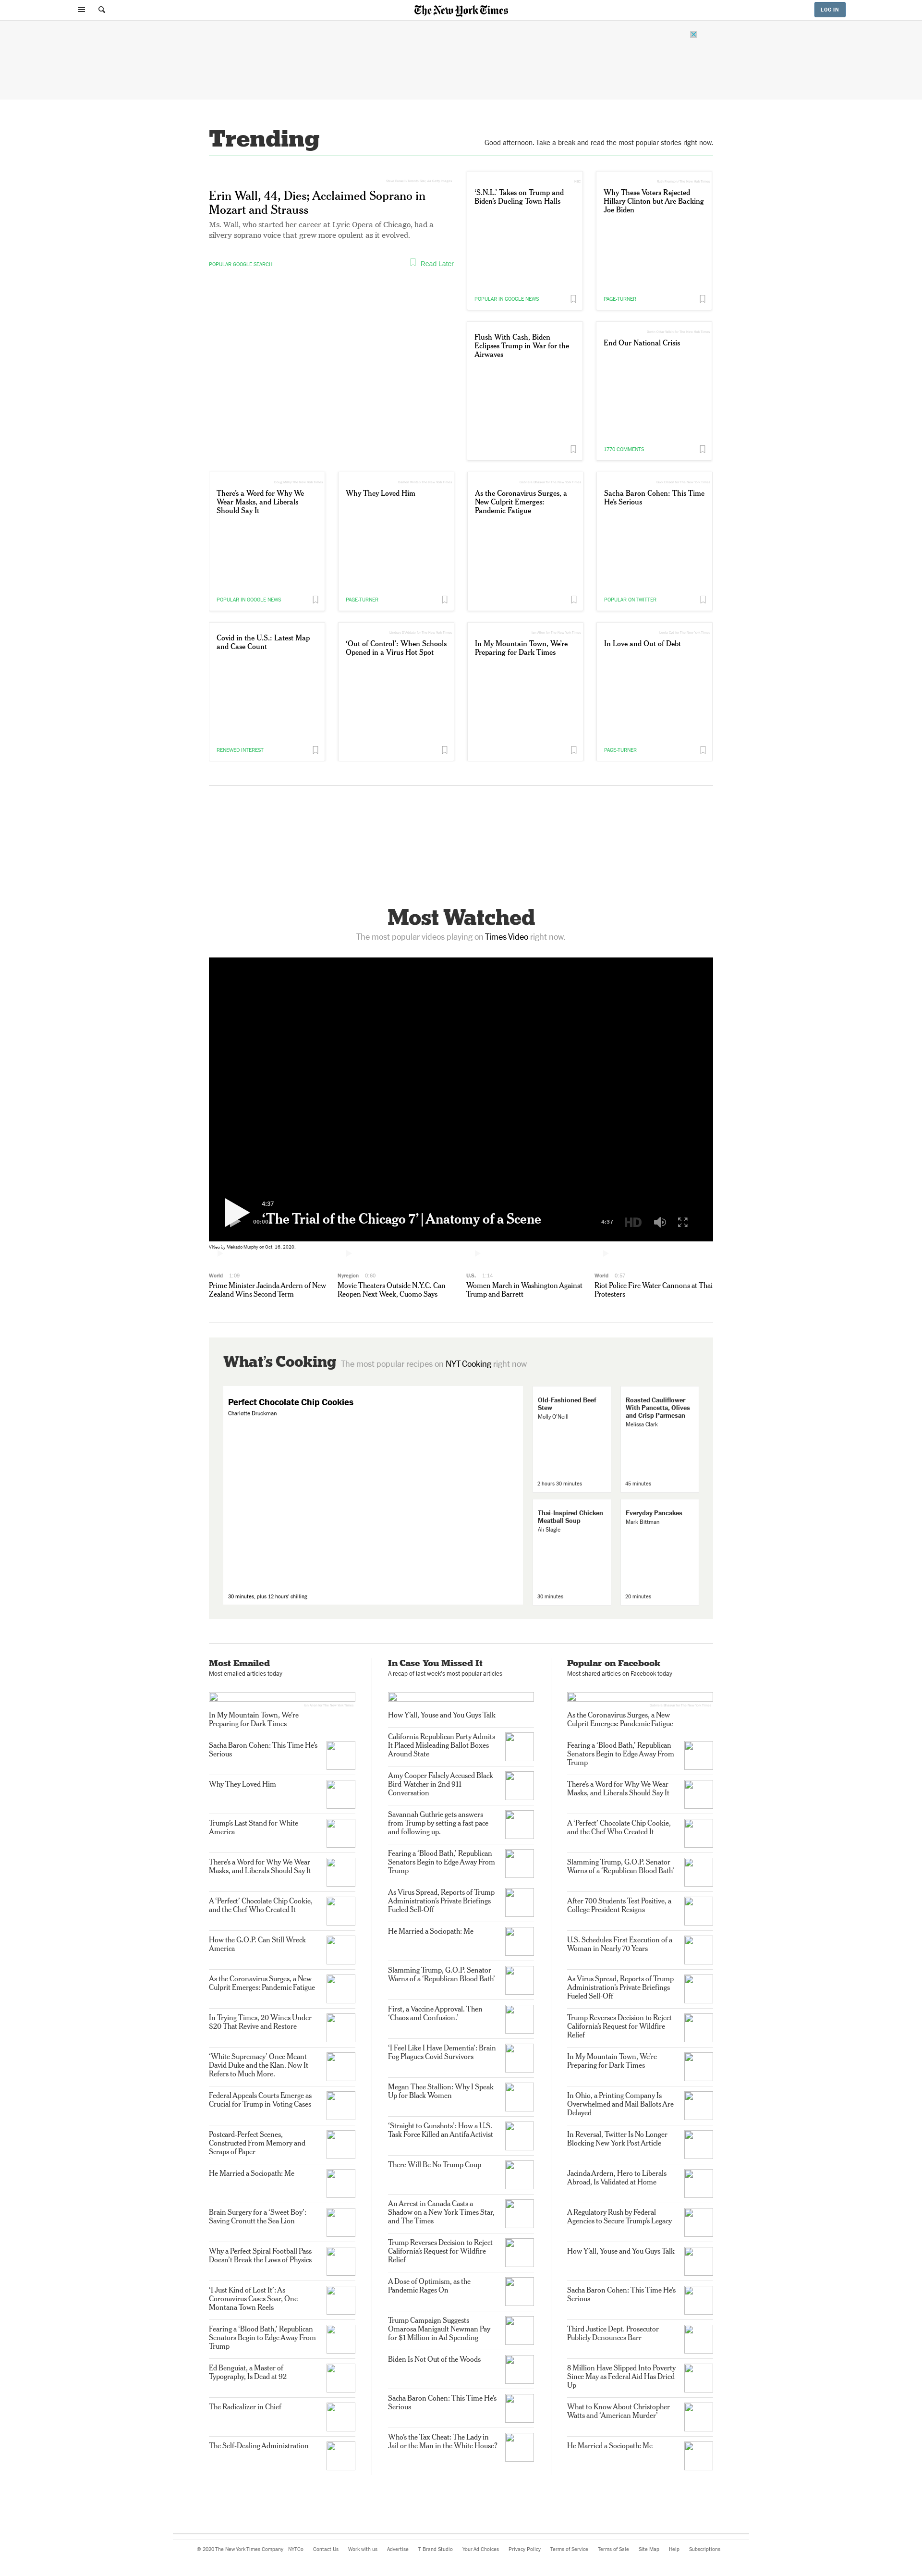 The New York Times
LOG IN
Trending
Good afternoon. Take a break and read the most popular stories right now.
Erin Wall, 44, Dies; Acclaimed Soprano in
Mozart and Strauss
Ms. Wall, who started her career at Lyric Opera of Chicago, had a
silvery soprano voice that grew more opulent as it evolved.
POPULAR GOOGLE SEARCH
Read Later
‘S.N.L.’ Takes on Trump and
Biden’s Dueling Town Halls
POPULAR IN GOOGLE NEWS
Why These Voters Rejected
Hillary Clinton but Are Backing
Joe Biden
PAGE-TURNER
Flush With Cash, Biden
Eclipses Trump in War for the
Airwaves
End Our National Crisis
1770 COMMENTS
There’s a Word for Why We
Wear Masks, and Liberals
Should Say It
POPULAR IN GOOGLE NEWS
Why They Loved Him
PAGE-TURNER
As the Coronavirus Surges, a
New Culprit Emerges:
Pandemic Fatigue
Sacha Baron Cohen: This Time
He’s Serious
POPULAR ON TWITTER
Covid in the U.S.: Latest Map
and Case Count
RENEWED INTEREST
‘Out of Control’: When Schools
Opened in a Virus Hot Spot
In My Mountain Town, We’re
Preparing for Dark Times
In Love and Out of Debt
PAGE-TURNER
Most Watched
The most popular videos playing on Times Video right now.
4:37
00:00
‘The Trial of the Chicago 7’ | Anatomy of a Scene
4:37
HD
Video by Mekado Murphy on Oct. 16, 2020.
World 1:09
Prime Minister Jacinda Ardern of New
Zealand Wins Second Term
Nyregion 0:60
Movie Theaters Outside N.Y.C. Can
Reopen Next Week, Cuomo Says
U.S. 1:14
Women March in Washington Against
Trump and Barrett
World 0:57
Riot Police Fire Water Cannons at Thai
Protesters
What’s Cooking
The most popular recipes on NYT Cooking right now
Perfect Chocolate Chip Cookies
Charlotte Druckman
30 minutes, plus 12 hours’ chilling
Old-Fashioned Beef
Stew
Molly O’Neill
2 hours 30 minutes
Roasted Cauliflower
With Pancetta, Olives
and Crisp Parmesan
Melissa Clark
45 minutes
Thai-Inspired Chicken
Meatball Soup
Ali Slagle
30 minutes
Everyday Pancakes
Mark Bittman
20 minutes
Most Emailed
Most emailed articles today
In My Mountain Town, We’re
Preparing for Dark Times
Sacha Baron Cohen: This Time He’s
Serious
Why They Loved Him
Trump’s Last Stand for White
America
There’s a Word for Why We Wear
Masks, and Liberals Should Say It
A ‘Perfect’ Chocolate Chip Cookie,
and the Chef Who Created It
How the G.O.P. Can Still Wreck
America
As the Coronavirus Surges, a New
Culprit Emerges: Pandemic Fatigue
In Trying Times, 20 Wines Under
$20 That Revive and Restore
‘White Supremacy’ Once Meant
David Duke and the Klan. Now It
Refers to Much More.
Federal Appeals Courts Emerge as
Crucial for Trump in Voting Cases
Postcard-Perfect Scenes,
Constructed From Memory and
Scraps of Paper
He Married a Sociopath: Me
Brain Surgery for a ‘Sweet Boy’:
Saving Cronutt the Sea Lion
Why a Perfect Spiral Football Pass
Doesn’t Break the Laws of Physics
‘I Just Kind of Lost It’: As
Coronavirus Cases Soar, One
Montana Town Reels
Fearing a ‘Blood Bath,’ Republican
Senators Begin to Edge Away From
Trump
Ed Benguiat, a Master of
Typography, Is Dead at 92
The Radicalizer in Chief
The Self-Dealing Administration
In Case You Missed It
A recap of last week’s most popular articles
How Y’all, Youse and You Guys Talk
California Republican Party Admits
It Placed Misleading Ballot Boxes
Around State
Amy Cooper Falsely Accused Black
Bird-Watcher in 2nd 911
Conversation
Savannah Guthrie gets answers
from Trump by setting a fast pace
and following up.
Fearing a ‘Blood Bath,’ Republican
Senators Begin to Edge Away From
Trump
As Virus Spread, Reports of Trump
Administration’s Private Briefings
Fueled Sell-Off
He Married a Sociopath: Me
Slamming Trump, G.O.P. Senator
Warns of a ‘Republican Blood Bath’
First, a Vaccine Approval. Then
‘Chaos and Confusion.’
‘I Feel Like I Have Dementia’: Brain
Fog Plagues Covid Survivors
Megan Thee Stallion: Why I Speak
Up for Black Women
‘Straight to Gunshots’: How a U.S.
Task Force Killed an Antifa Activist
There Will Be No Trump Coup
An Arrest in Canada Casts a
Shadow on a New York Times Star,
and The Times
Trump Reverses Decision to Reject
California’s Request for Wildfire
Relief
A Dose of Optimism, as the
Pandemic Rages On
Trump Campaign Suggests
Omarosa Manigault Newman Pay
for $1 Million in Ad Spending
Biden Is Not Out of the Woods
Sacha Baron Cohen: This Time He’s
Serious
Who’s the Tax Cheat: The Lady in
Jail or the Man in the White House?
Popular on Facebook
Most shared articles on Facebook today
As the Coronavirus Surges, a New
Culprit Emerges: Pandemic Fatigue
Fearing a ‘Blood Bath,’ Republican
Senators Begin to Edge Away From
Trump
There’s a Word for Why We Wear
Masks, and Liberals Should Say It
A ‘Perfect’ Chocolate Chip Cookie,
and the Chef Who Created It
Slamming Trump, G.O.P. Senator
Warns of a ‘Republican Blood Bath’
After 700 Students Test Positive, a
College President Resigns
U.S. Schedules First Execution of a
Woman in Nearly 70 Years
As Virus Spread, Reports of Trump
Administration’s Private Briefings
Fueled Sell-Off
Trump Reverses Decision to Reject
California’s Request for Wildfire
Relief
In My Mountain Town, We’re
Preparing for Dark Times
In Ohio, a Printing Company Is
Overwhelmed and Mail Ballots Are
Delayed
In Reversal, Twitter Is No Longer
Blocking New York Post Article
Jacinda Ardern, Hero to Liberals
Abroad, Is Validated at Home
A Regulatory Rush by Federal
Agencies to Secure Trump’s Legacy
How Y’all, Youse and You Guys Talk
Sacha Baron Cohen: This Time He’s
Serious
Third Justice Dept. Prosecutor
Publicly Denounces Barr
8 Million Have Slipped Into Poverty
Since May as Federal Aid Has Dried
Up
What to Know About Christopher
Watts and ‘American Murder’
He Married a Sociopath: Me
© 2020 The New York Times Company NYTCo Contact Us Work with us Advertise T Brand Studio Your Ad Choices Privacy Policy Terms of Service Terms of Sale Site Map Help Subscriptions